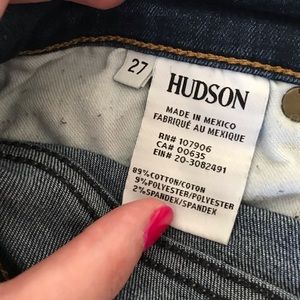 27
HUDSON
MADE IN MEXICO
FABRIQUÉ AU MEXIQUE
RN# 107906
CA# 00635
EIN# 20-3082491
89%COTTON/COTON
9%POLYESTER/POLYESTER
2%SPANDEX/SPANDEX